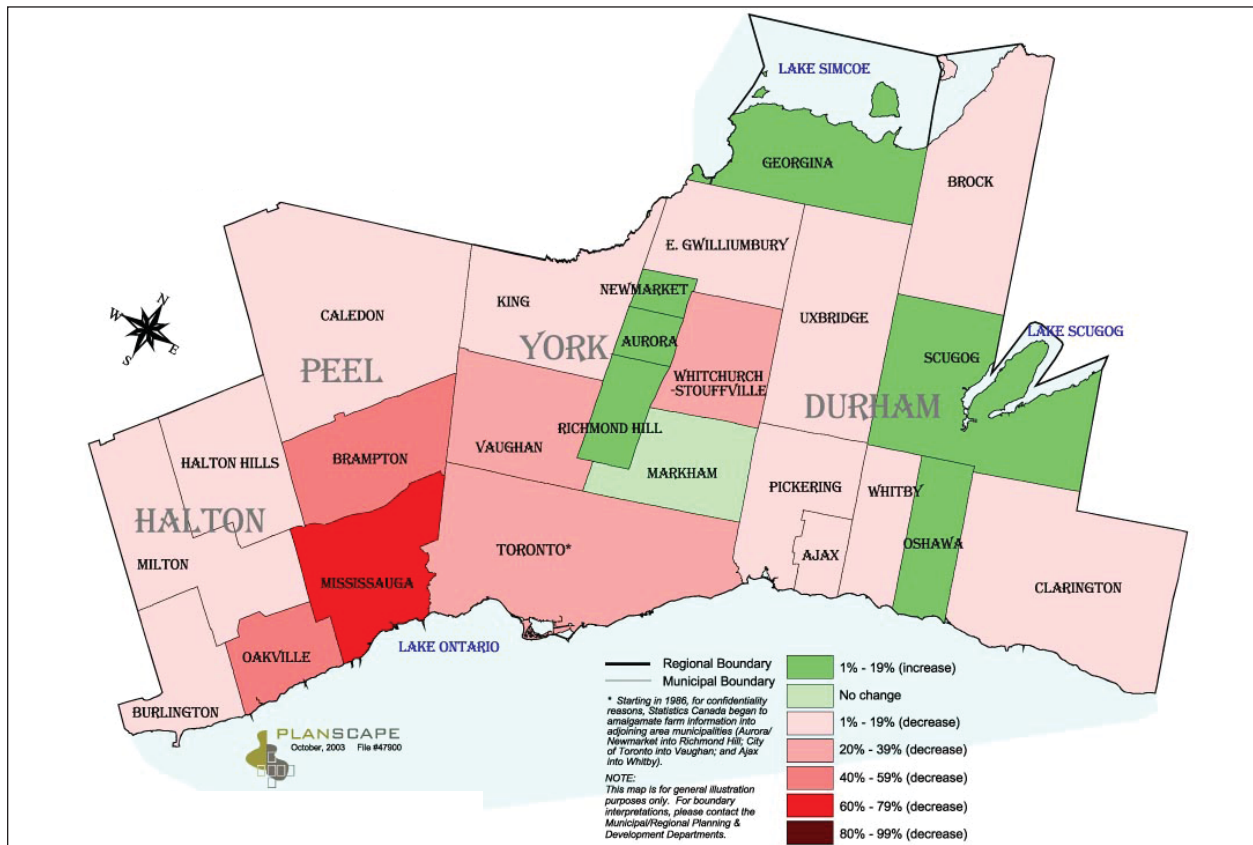 LAKE SIMCOE
GEORGINA
BROCK
E. GWILLIUMBURY
NEWMARKET
KING
CALEDON
UXBRIDGE
LAKE SCUGOG
SCUGOG
AURORA
YORK
PEEL
WHITCHURCH
-STOUFFVILLE
DURHAM
RICHMOND HILL
VAUGHAN
BRAMPTON
HALTON HILLS
MARKHAM
PICKERING
WHITBY
HALTON
TORONTO*
OSHAWA
AJAX
MILTON
MISSISSAUGA
CLARINGTON
LAKE ONTARIO
OAKVILLE
BURLINGTON
N
W
E
S
PLANSCAPE
October, 2003 File #47900
Regional Boundary
Municipal Boundary
* Starting in 1986, for confidentiality
reasons, Statistics Canada began to
amalgamate farm information into
adjoining area municipalities (Aurora/
Newmarket into Richmond Hill; City
of Toronto into Vaughan; and Ajax
into Whitby).
NOTE:
This map is for general illustration
purposes only. For boundary
interpretations, please contact the
Municipal/Regional Planning &
Development Departments.
1% - 19% (increase)
No change
1% - 19% (decrease)
20% - 39% (decrease)
40% - 59% (decrease)
60% - 79% (decrease)
80% - 99% (decrease)